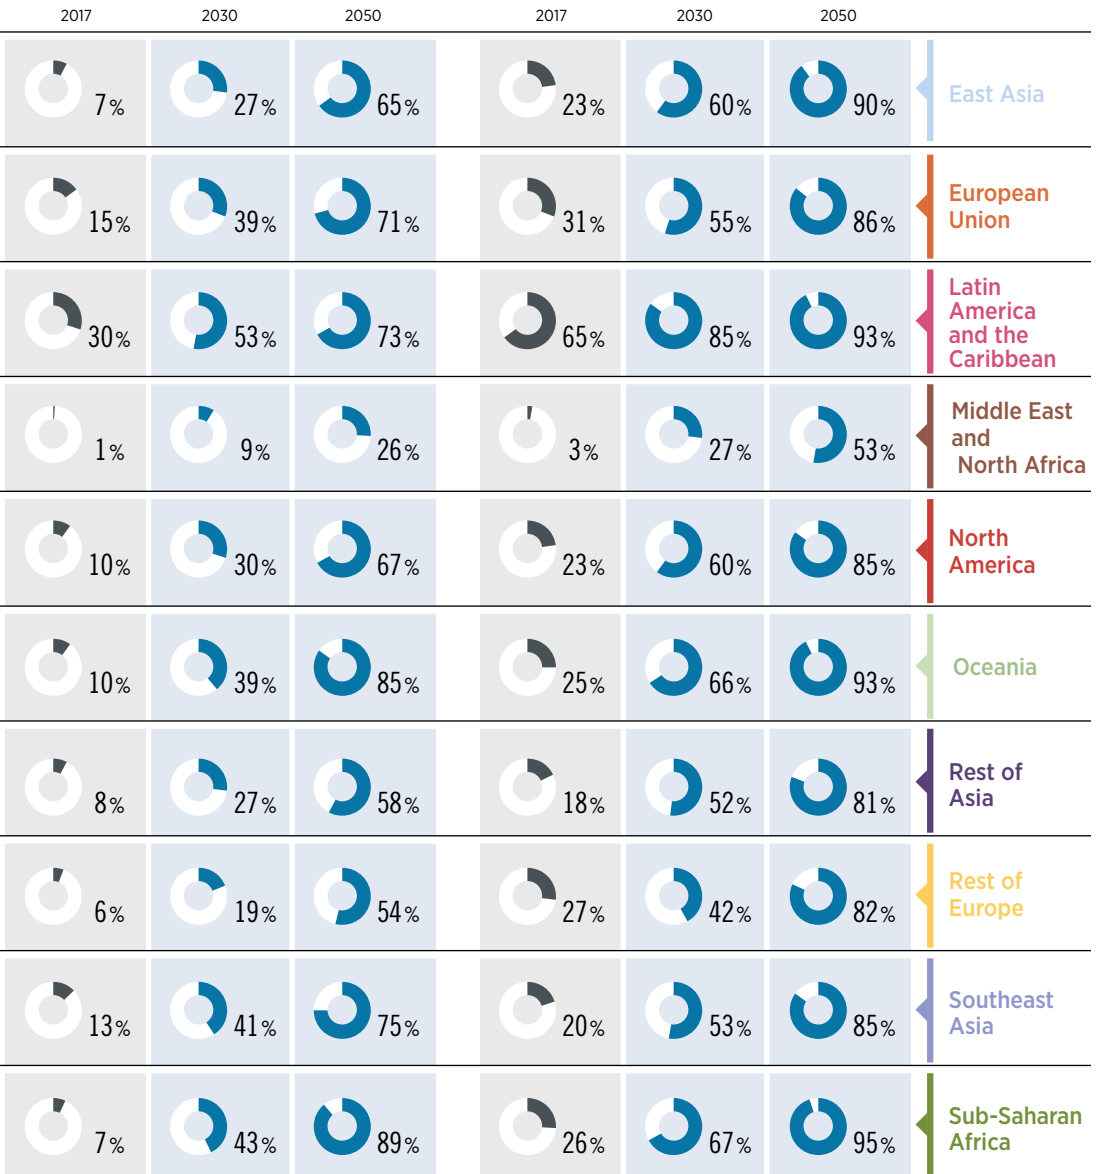 2017 2030 2050 2017 2030 2050
7% 27% 65% 23% 60% 90% East Asia
15% 39% 71% 31% 55% 86% European
Union
30% 53% 73% 65% 85% 93% Latin
America
and the
Caribbean
1% 9% 26% 3% 27% 53% Middle East
and
North Africa
10% 30% 67% 23% 60% 85% North
America
10% 39% 85% 25% 66% 93% Oceania
8% 27% 58% 18% 52% 81% Rest of
Asia
6% 19% 54% 27% 42% 82% Rest of
Europe
13% 41% 75% 20% 53% 85% Southeast
Asia
7% 43% 89% 26% 67% 95% Sub-Saharan
Africa